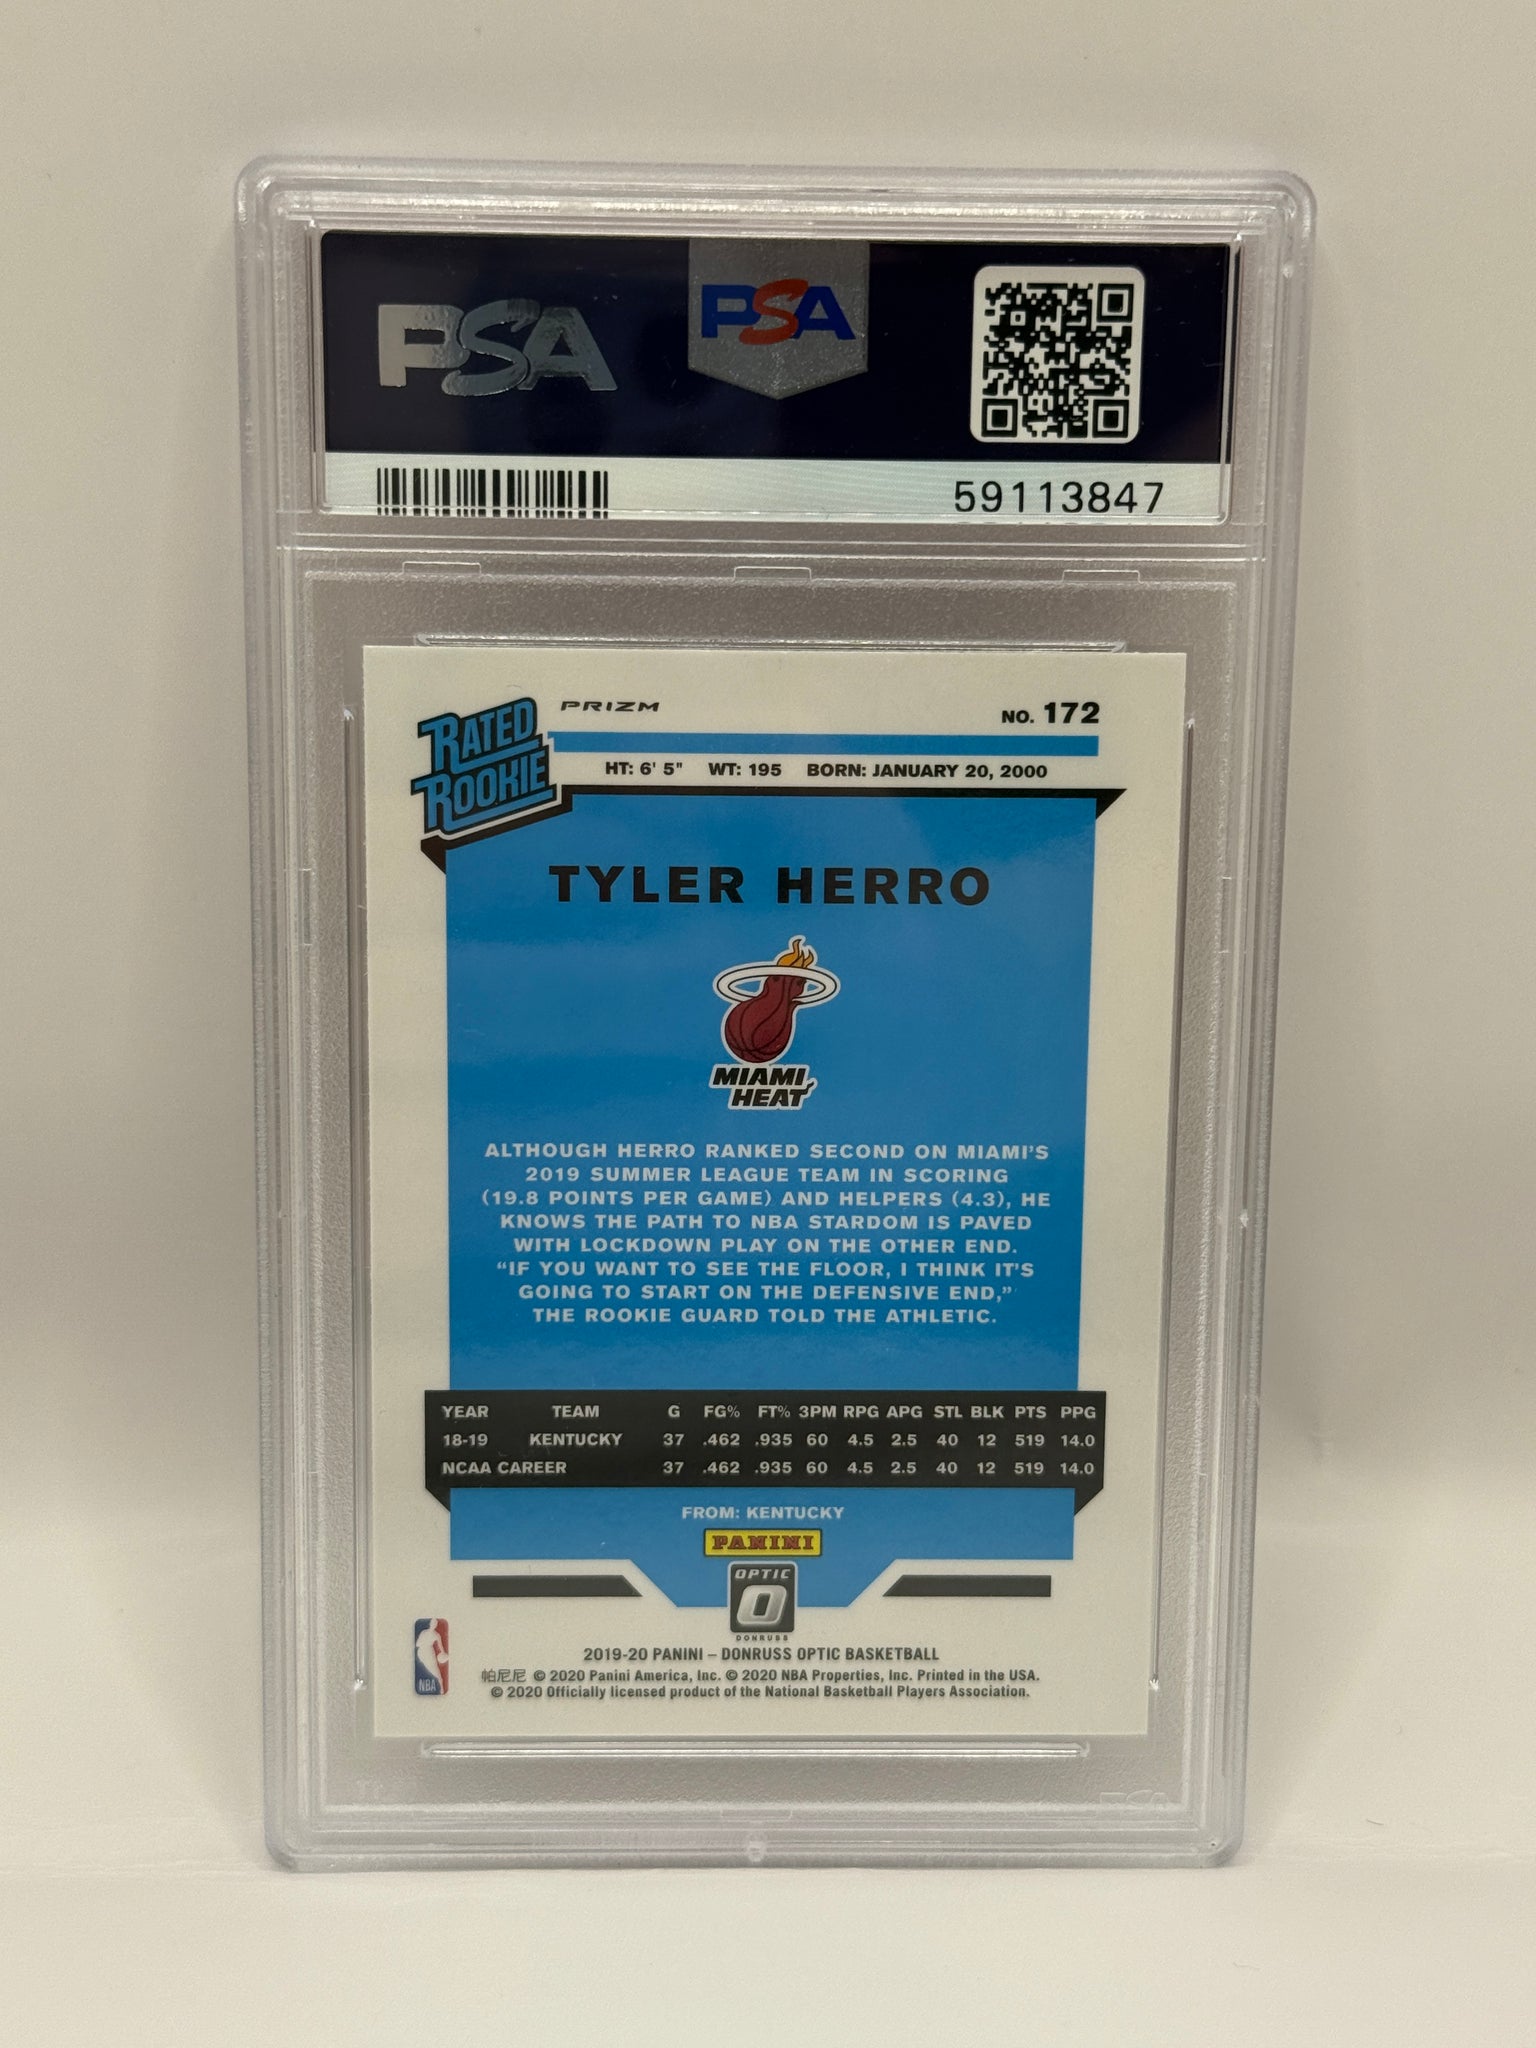 PSA
PSA
59113847
RATED
ROOKIE
PRIZM
NO. 172
HT: 6' 5" WT: 195 BORN: JANUARY 20, 2000
TYLER HERRO
MIAMI
HEAT
ALTHOUGH HERRO RANKED SECOND ON MIAMI'S
2019 SUMMER LEAGUE TEAM IN SCORING
(19.8 POINTS PER GAME) AND HELPERS (4.3), HE
KNOWS THE PATH TO NBA STARDOM IS PAVED
WITH LOCKDOWN PLAY ON THE OTHER END.
"IF YOU WANT TO SEE THE FLOOR, I THINK IT'S
GOING TO START ON THE DEFENSIVE END,"
THE ROOKIE GUARD TOLD THE ATHLETIC.
YEAR TEAM G FG% FT% 3PM RPG APG STL BLK PTS PPG
18-19 KENTUCKY 37 .462 .935 60 4.5 2.5 40 12 519 14.0
NCAA CAREER 37 .462 .935 60 4.5 2.5 40 12 519 14.0
FROM: KENTUCKY
PANINI
OPTIC
O
DONRUSS
2019-20 PANINI – DONRUSS OPTIC BASKETBALL
帕尼尼 © 2020 Panini America, Inc. © 2020 NBA Properties, Inc. Printed in the USA.
© 2020 Officially licensed product of the National Basketball Players Association.
NBA
PSA